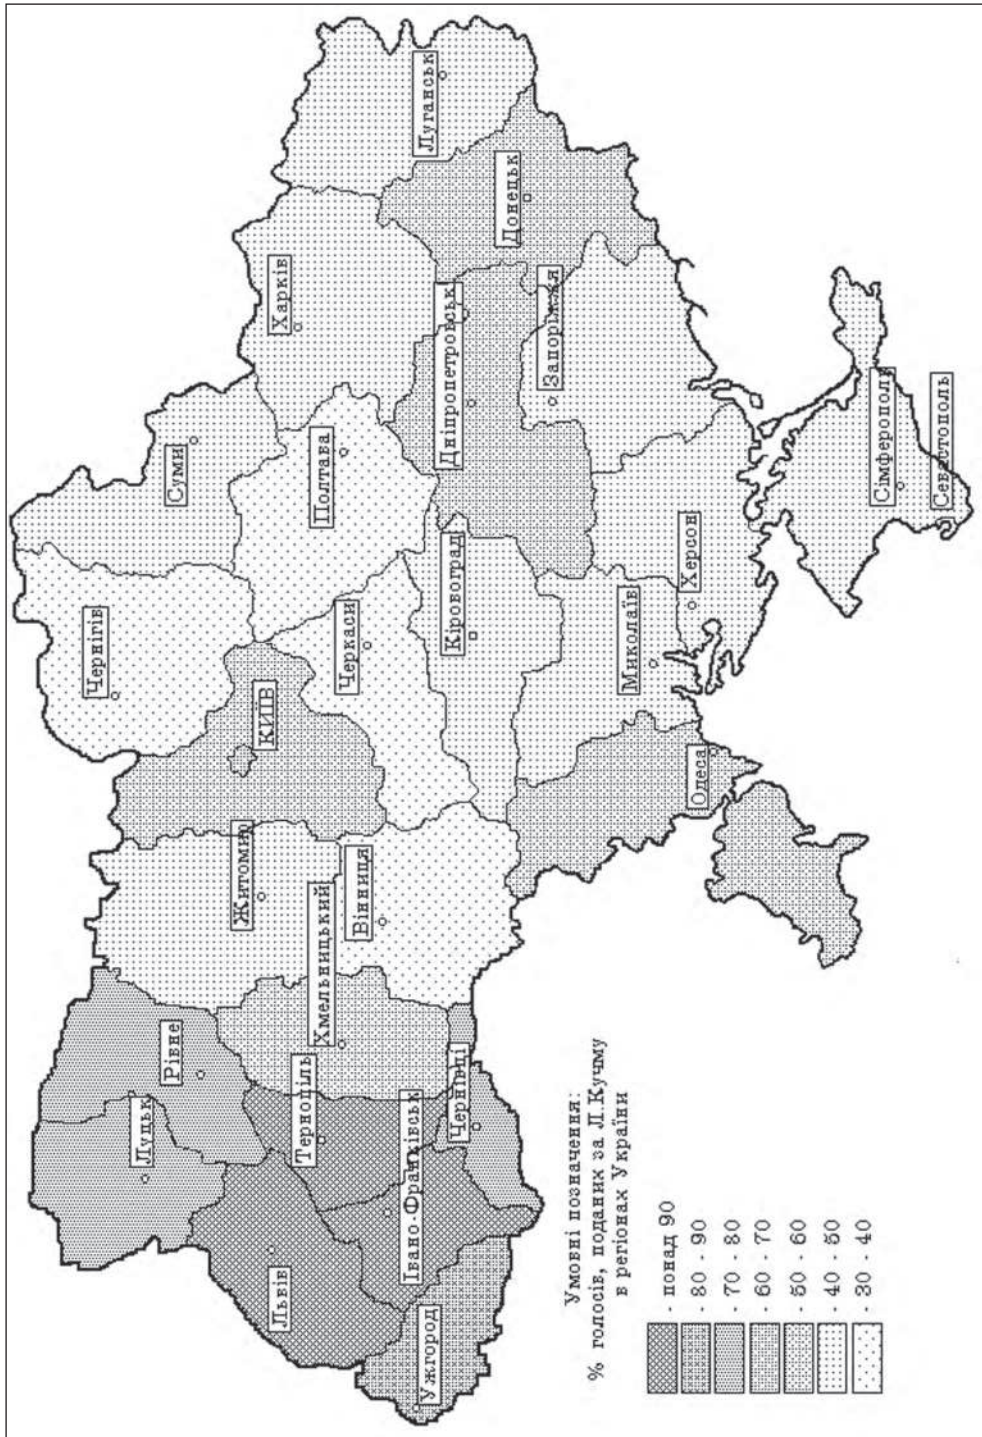 Луганськ
Харків
Донецьк
Суми
Дніпропетровськ
Запоріжжя
Полтава
Сімферополь
Севастополь
Чернігів
Черкаси
Кіровоград
Херсон
Миколаїв
КИЇВ
Одеса
Житомир
Вінниця
Хмельницький
Рівне
Луцьк
Тернопіль
Івано-Франківськ
Чернівці
Львів
Ужгород
Умовні позначення:
% голосів, поданих за Л.Кучму
в регіонах України
- понад 90
- 80 - 90
- 70 - 80
- 60 - 70
- 50 - 60
- 40 - 50
- 30 - 40